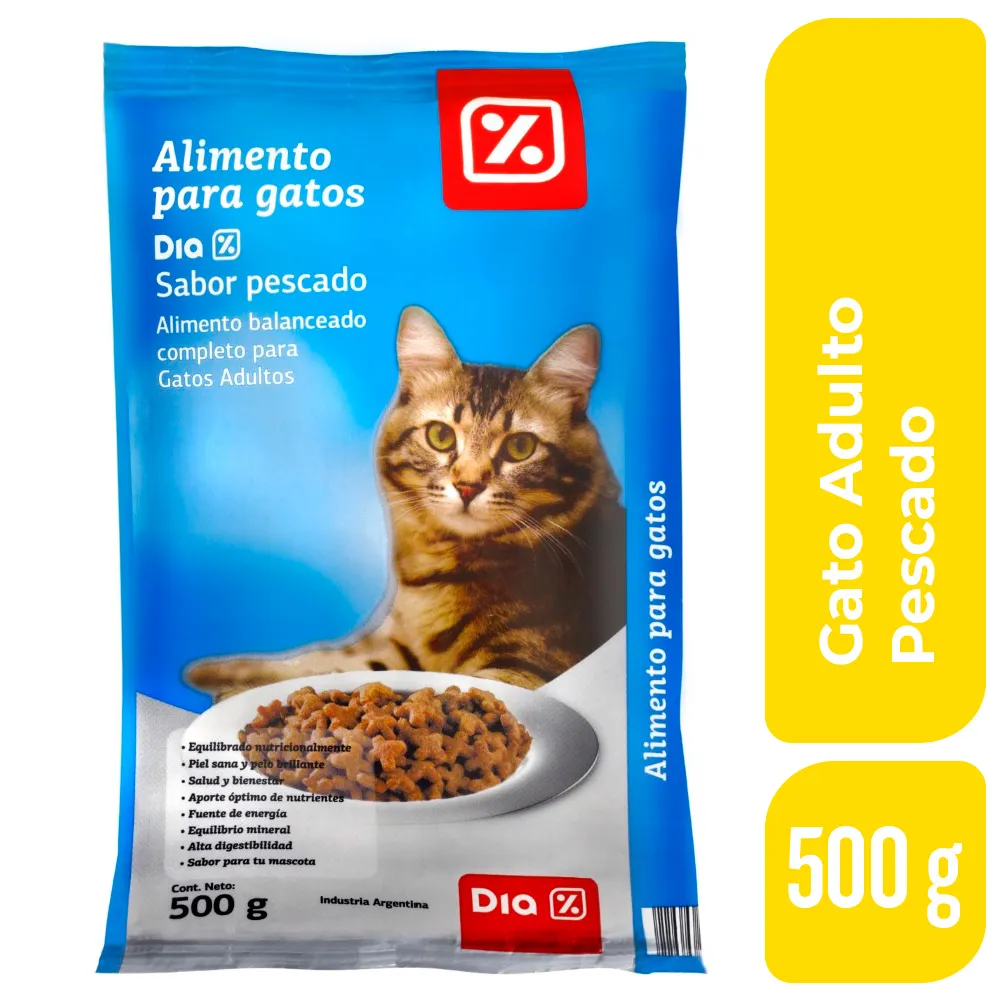 Alimento
para gatos
Dia %
Sabor pescado
Alimento balanceado
completo para
Gatos Adultos
Alimento para gatos
• Equilibrado nutricionalmente
• Piel sana y pelo brillante
• Salud y bienestar
• Aporte óptimo de nutrientes
• Fuente de energía
• Equilibrio mineral
• Alta digestibilidad
• Sabor para tu mascota
Cont. Neto:
500 g
Industria Argentina
Dia %
Gato Adulto
Pescado
500 g